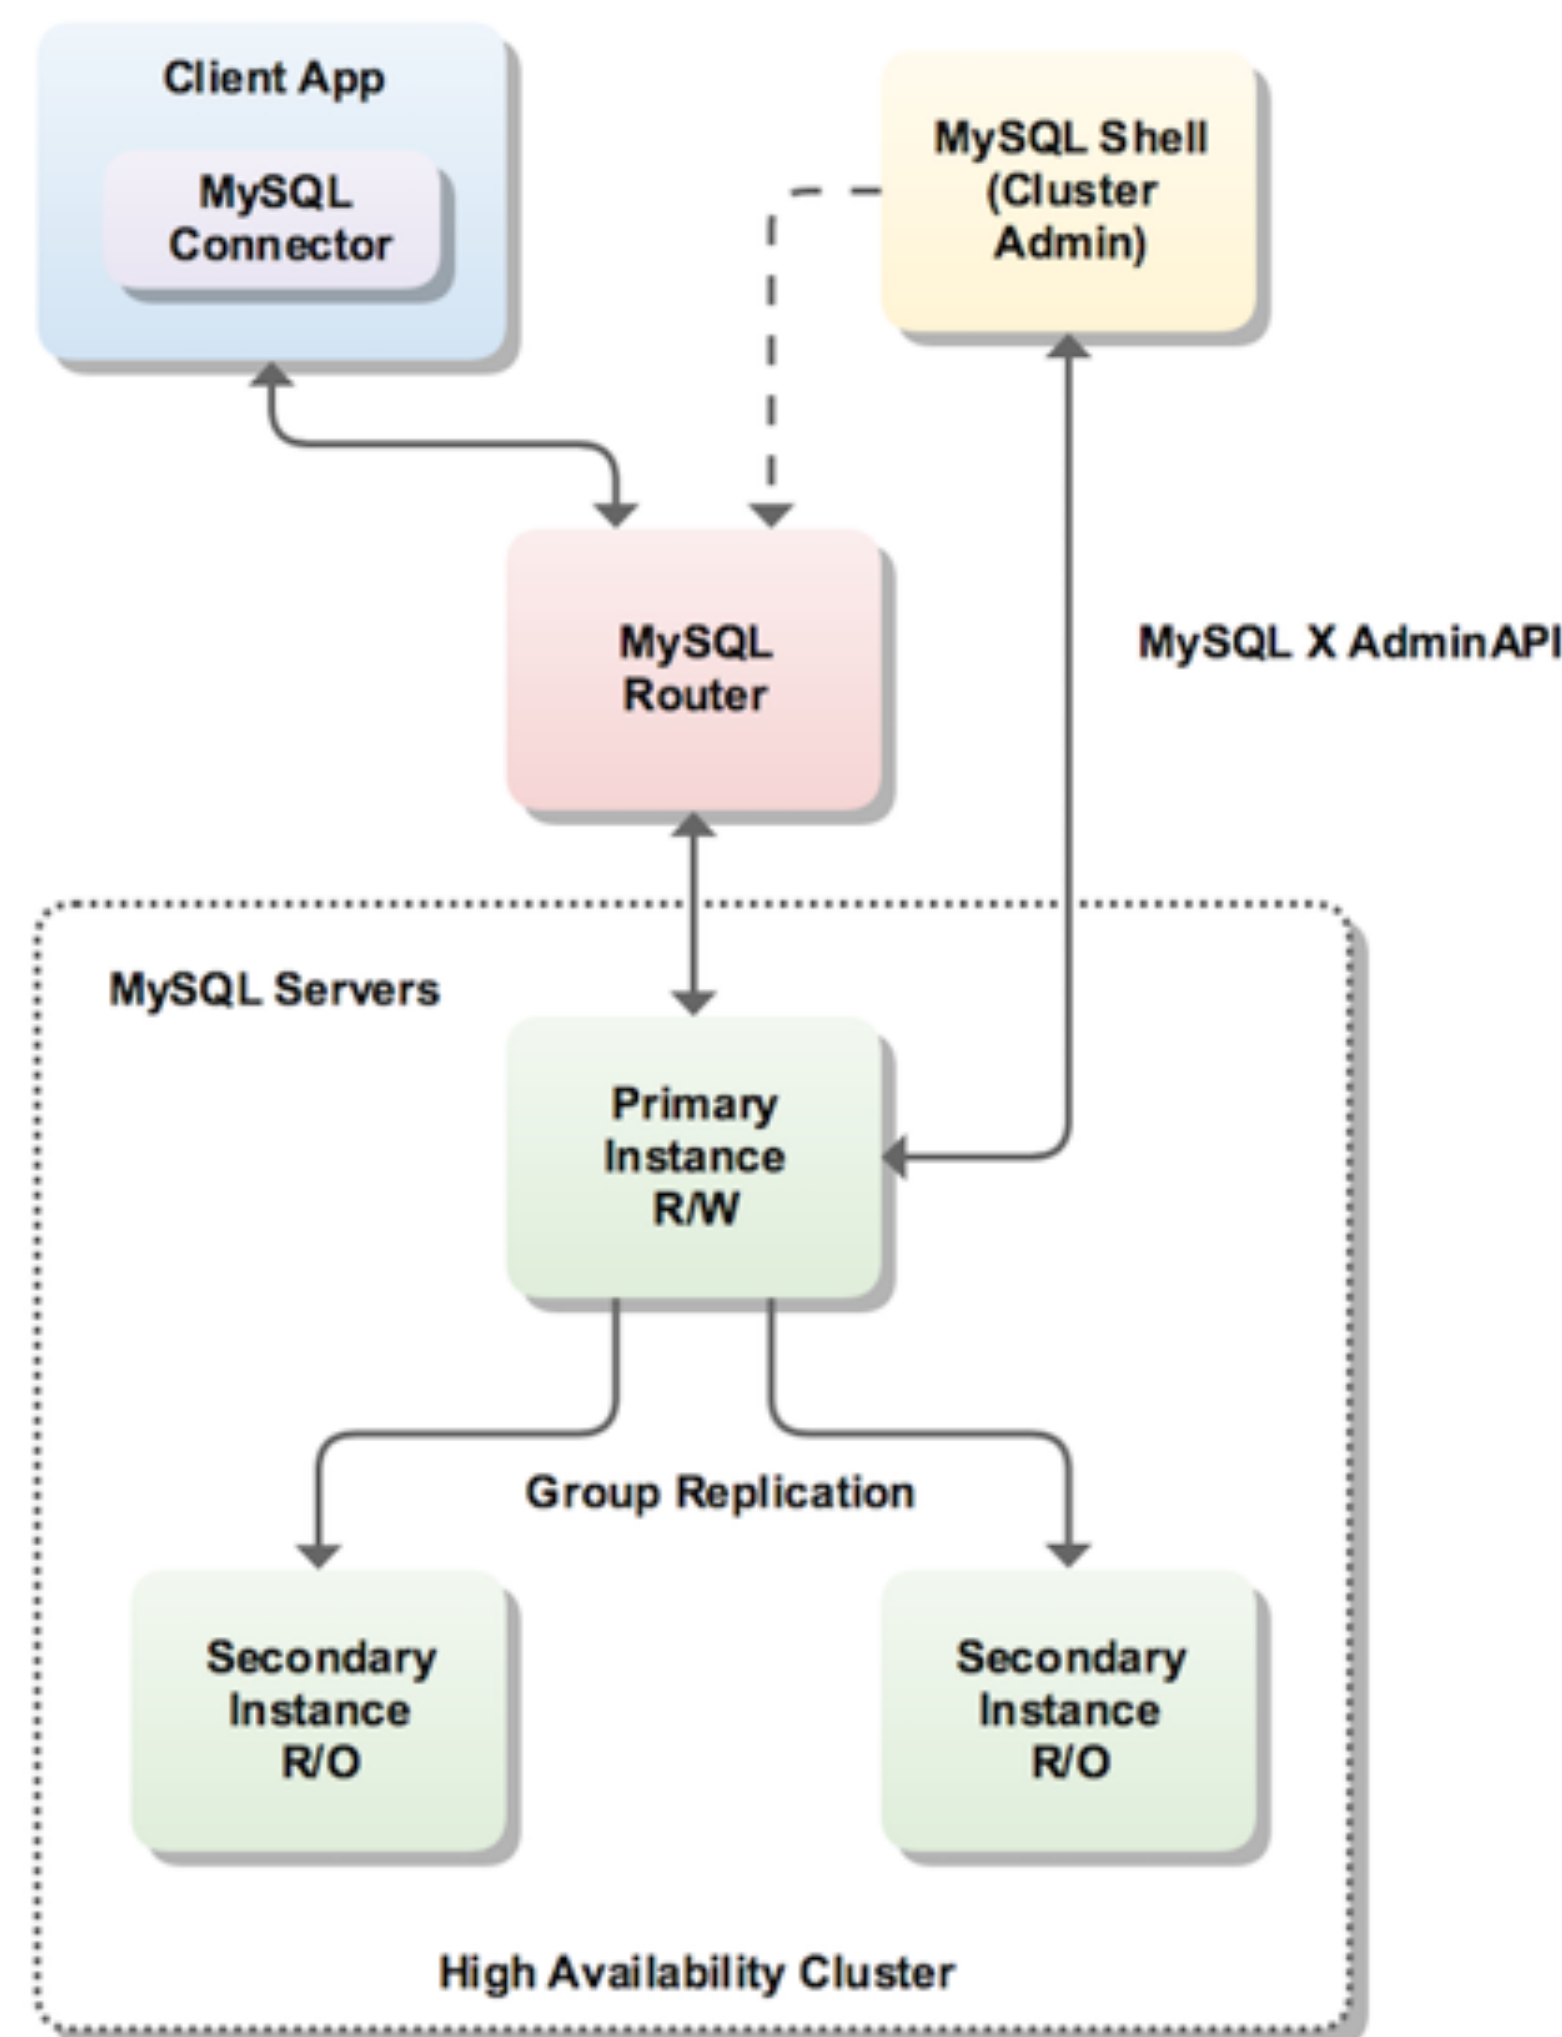 Client App
MySQL
Connector
MySQL Shell
(Cluster
Admin)
MySQL
Router
MySQL X AdminAPI
MySQL Servers
Primary
Instance
R/W
Group Replication
Secondary
Instance
R/O
Secondary
Instance
R/O
High Availability Cluster